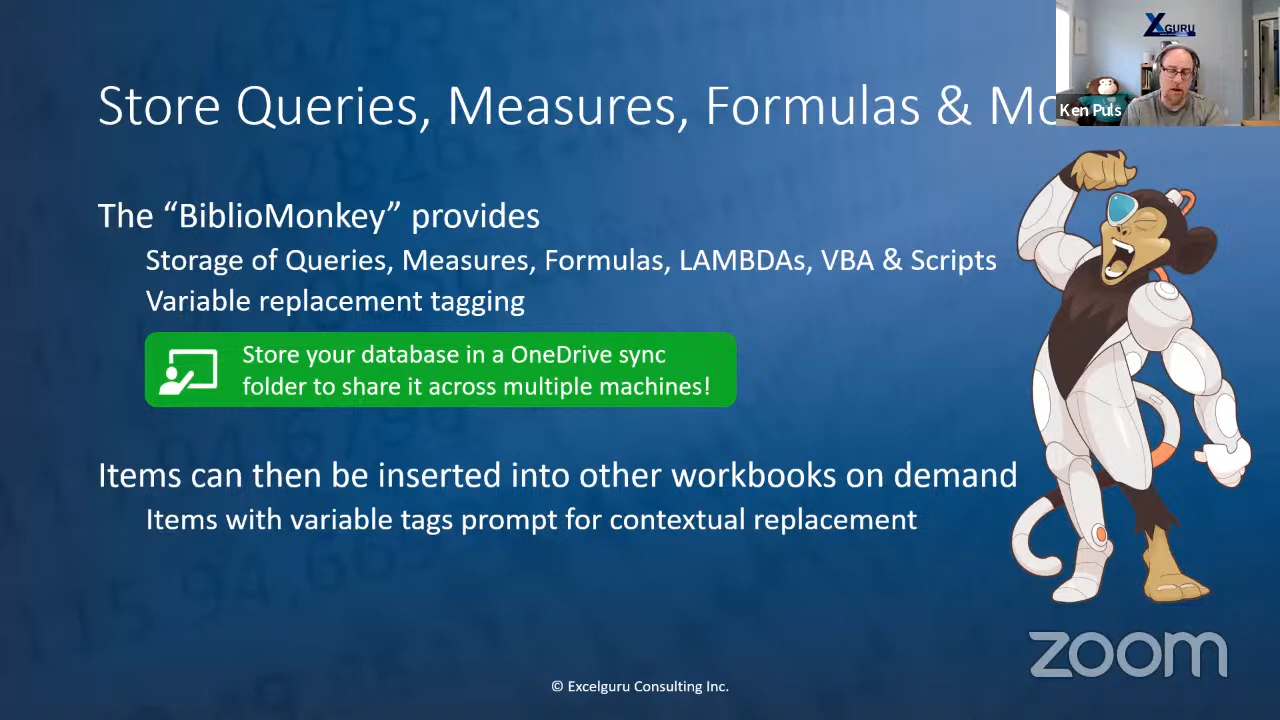 X GURU
Ken Puls
Store Queries, Measures, Formulas & Mo
The “BiblioMonkey” provides
Storage of Queries, Measures, Formulas, LAMBDAs, VBA & Scripts
Variable replacement tagging
Store your database in a OneDrive sync
folder to share it across multiple machines!
Items can then be inserted into other workbooks on demand
Items with variable tags prompt for contextual replacement
zoom
© Excelguru Consulting Inc.